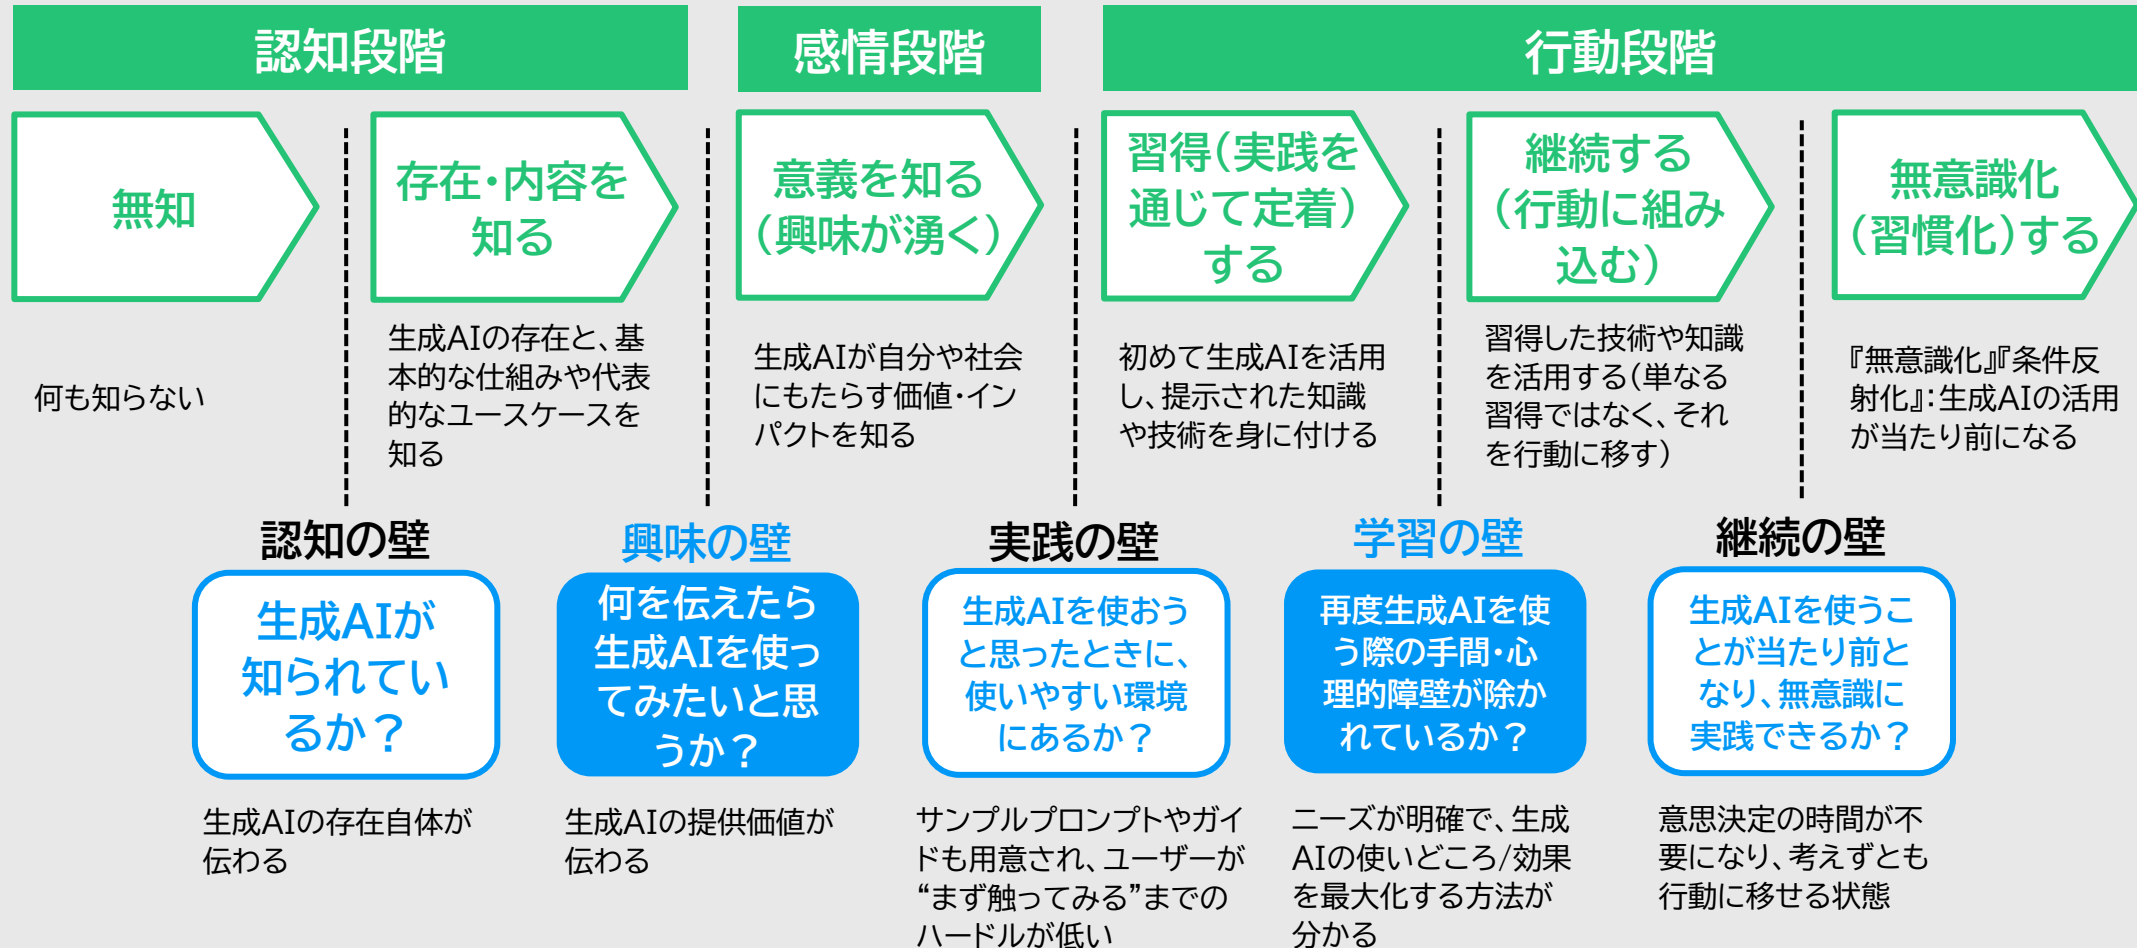 認知段階
感情段階
行動段階
無知
存在・内容を
知る
意義を知る
（興味が湧く）
習得（実践を
通じて定着）
する
継続する
（行動に組み
込む）
無意識化
（習慣化）する
何も知らない
生成AIの存在と、基
本的な仕組みや代表
的なユースケースを
知る
生成AIが自分や社会
にもたらす価値・イン
パクトを知る
初めて生成AIを活用
し、提示された知識
や技術を身に付ける
習得した技術や知識
を活用する（単なる
習得ではなく、それ
を行動に移す）
『無意識化』『条件反
射化』：生成AIの活用
が当たり前になる
認知の壁
生成AIが
知られてい
るか？
生成AIの存在自体が
伝わる
興味の壁
何を伝えたら
生成AIを使っ
てみたいと思
うか？
生成AIの提供価値が
伝わる
実践の壁
生成AIを使おう
と思ったときに、
使いやすい環境
にあるか？
サンプルプロンプトやガイ
ドも用意され、ユーザーが
“まず触ってみる”までの
ハードルが低い
学習の壁
再度生成AIを使
う際の手間・心
理的障壁が除か
れているか？
ニーズが明確で、生成
AIの使いどころ/効果
を最大化する方法が
分かる
継続の壁
生成AIを使うこ
とが当たり前と
なり、無意識に
実践できるか？
意思決定の時間が不
要になり、考えずとも
行動に移せる状態